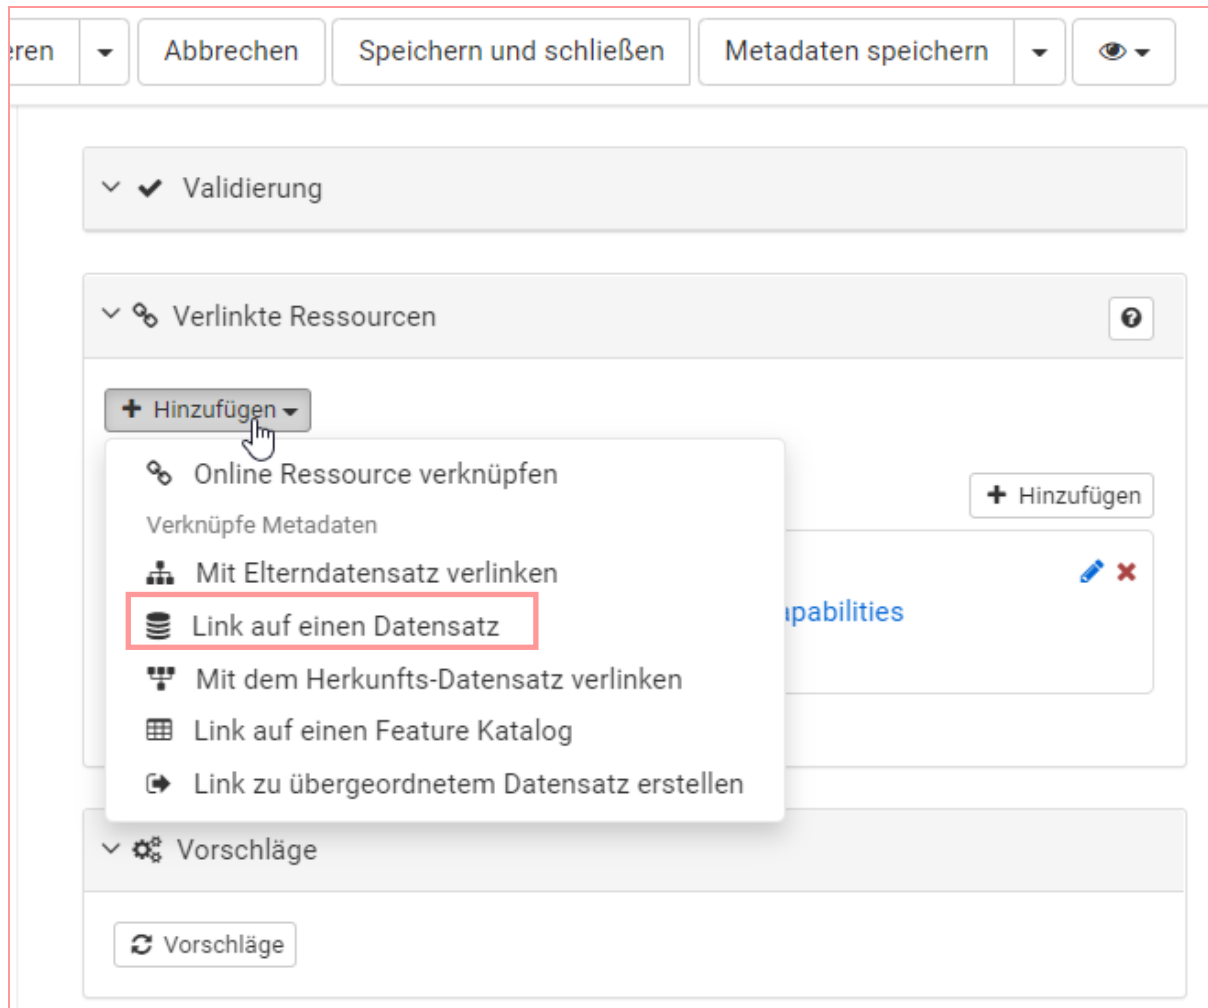 eren Abbrechen Speichern und schließen Metadaten speichern
Validierung
Verlinkte Ressourcen
Hinzufügen
Online Ressource verknüpfen
Hinzufügen
Verknüpfe Metadaten
Mit Elterndatensatz verlinken
Link auf einen Datensatz
apabilities
Mit dem Herkunfts-Datensatz verlinken
Link auf einen Feature Katalog
Link zu übergeordnetem Datensatz erstellen
Vorschläge
Vorschläge